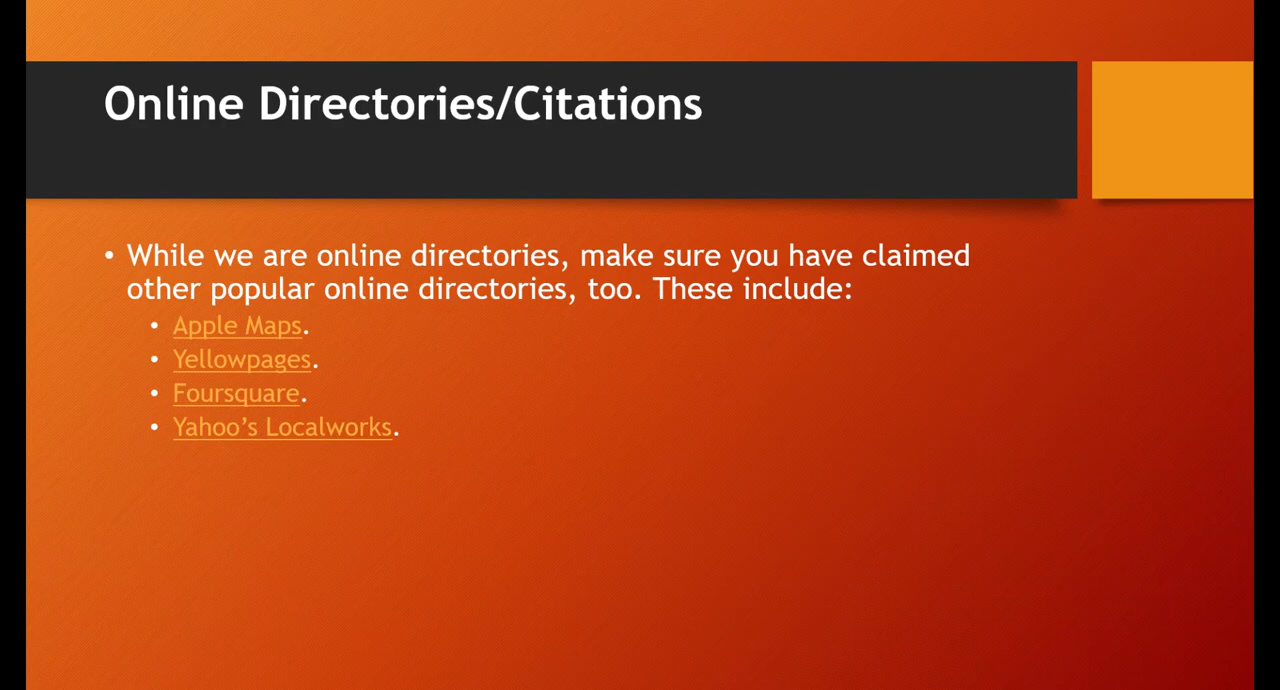 Online Directories/Citations
• While we are online directories, make sure you have claimed
other popular online directories, too. These include:
• Apple Maps.
• Yellowpages.
• Foursquare.
• Yahoo’s Localworks.